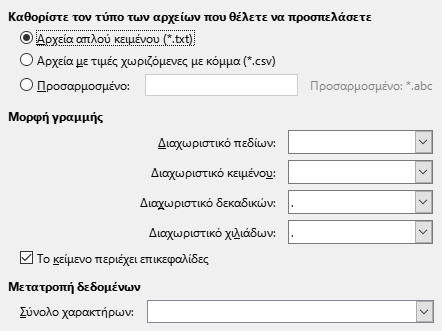 Καθορίστε τον τύπο των αρχείων που θέλετε να προσπελάσετε
Αρχεία απλού κειμένου (*.txt)
Αρχεία με τιμές χωριζόμενες με κόμμα (*.csv)
Προσαρμοσμένο: Προσαρμοσμένο: *.abc
Μορφή γραμμής
Διαχωριστικό πεδίων:
Διαχωριστικό κειμένου:
Διαχωριστικό δεκαδικών: .
Διαχωριστικό χιλιάδων: .
Το κείμενο περιέχει επικεφαλίδες
Μετατροπή δεδομένων
Σύνολο χαρακτήρων: